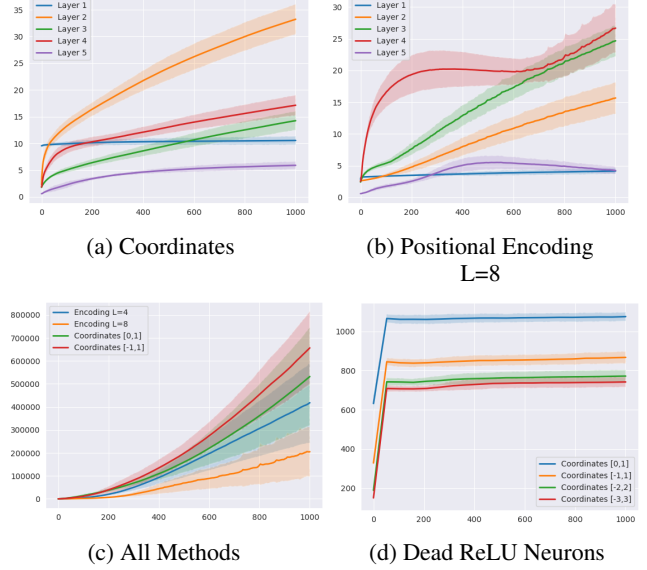 35
30
25
20
15
10
5
0
Layer 1
Layer 2
Layer 3
Layer 4
Layer 5
0 200 400 600 800 1000
(a) Coordinates
30
25
20
15
10
5
0
Layer 1
Layer 2
Layer 3
Layer 4
Layer 5
0 200 400 600 800 1000
(b) Positional Encoding
L=8
800000
700000
600000
500000
400000
300000
200000
100000
0
Encoding L=4
Encoding L=8
Coordinates [0,1]
Coordinates [-1,1]
0 200 400 600 800 1000
(c) All Methods
1000
800
600
400
200
Coordinates [0,1]
Coordinates [-1,1]
Coordinates [-2,2]
Coordinates [-3,3]
0 200 400 600 800 1000
(d) Dead ReLU Neurons